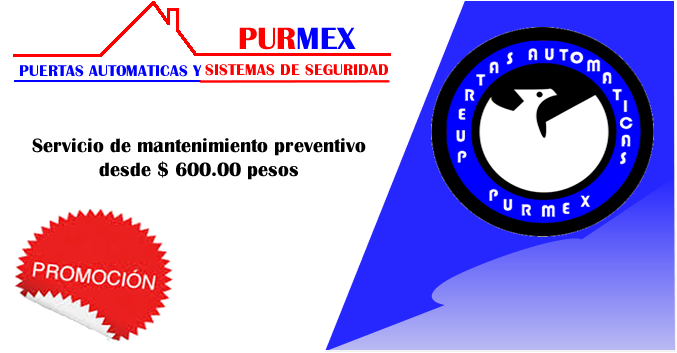 PURMEX
PUERTAS AUTOMATICAS Y SISTEMAS DE SEGURIDAD
Servicio de mantenimiento preventivo
desde $ 600.00 pesos
PROMOCIÓN
PUERTAS AUTOMATICAS
PURMEX